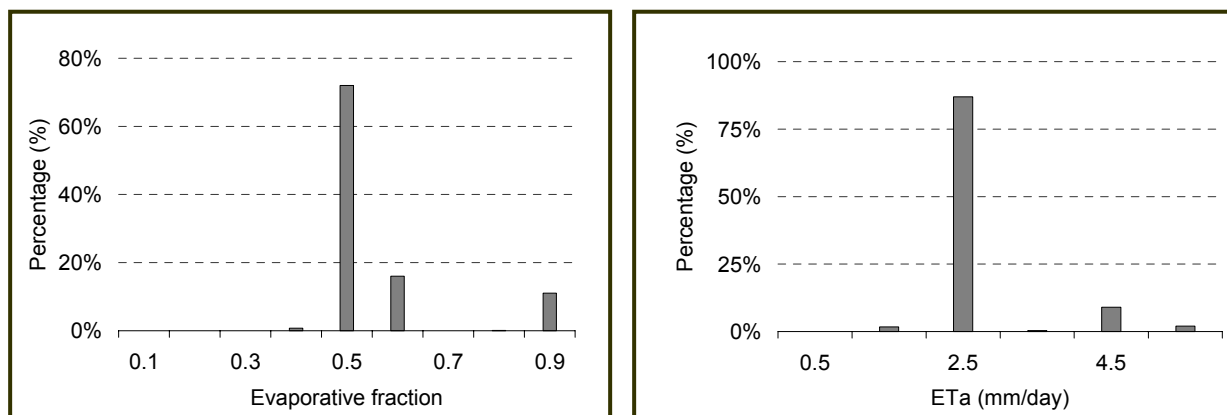 80%
60%
40%
20%
0%
Percentage (%)
0.1 0.3 0.5 0.7 0.9
Evaporative fraction
100%
75%
50%
25%
0%
Percentage (%)
0.5 2.5 4.5
ETa (mm/day)